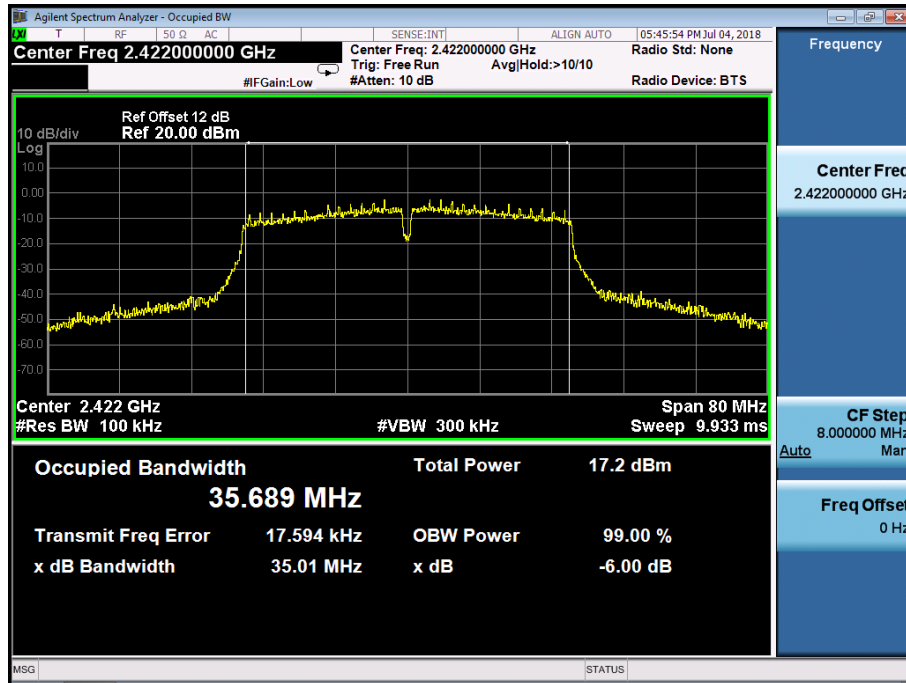 Agilent Spectrum Analyzer - Occupied BW
LXI T RF 50 Ω AC SENSE:INT ALIGN AUTO 05:45:54 PM Jul 04, 2018
Center Freq 2.422000000 GHz
Center Freq: 2.422000000 GHz
Radio Std: None
Trig: Free Run Avg|Hold:>10/10
#IFGain:Low
#Atten: 10 dB
Radio Device: BTS
Ref Offset 12 dB
10 dB/div Ref 20.00 dBm
Log
10.0
0.00
-10.0
-20.0
-30.0
-40.0
-50.0
-60.0
-70.0
Center 2.422 GHz Span 80 MHz
#Res BW 100 kHz #VBW 300 kHz Sweep 9.933 ms
Occupied Bandwidth Total Power 17.2 dBm
35.689 MHz
Transmit Freq Error 17.594 kHz OBW Power 99.00 %
x dB Bandwidth 35.01 MHz x dB -6.00 dB
MSG STATUS
Frequency
Center Freq
2.422000000 GHz
CF Step
8.000000 MHz
Auto Man
Freq Offset
0 Hz